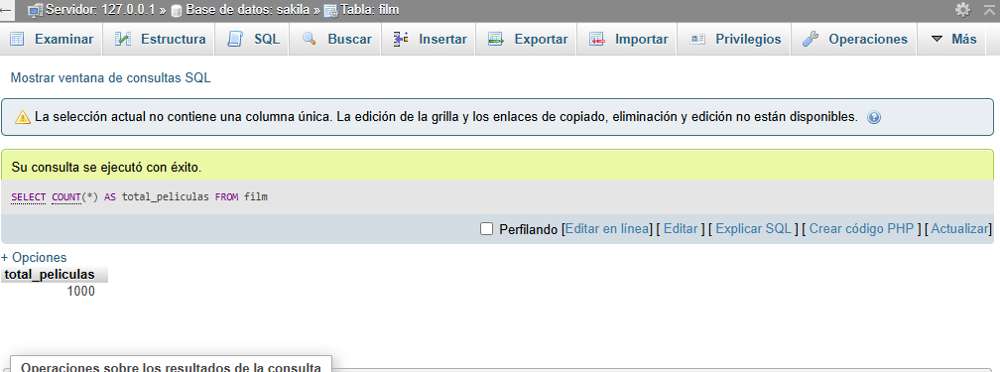 Servidor: 127.0.0.1 » Base de datos: sakila » Tabla: film
Examinar Estructura SQL Buscar Insertar Exportar Importar Privilegios Operaciones Más
Mostrar ventana de consultas SQL
La selección actual no contiene una columna única. La edición de la grilla y los enlaces de copiado, eliminación y edición no están disponibles.
Su consulta se ejecutó con éxito.
SELECT COUNT(*) AS total_peliculas FROM film
Perfilando [Editar en línea] [ Editar ] [ Explicar SQL ] [ Crear código PHP ] [ Actualizar]
+ Opciones
total_peliculas
1000
Operaciones sobre los resultados de la consulta